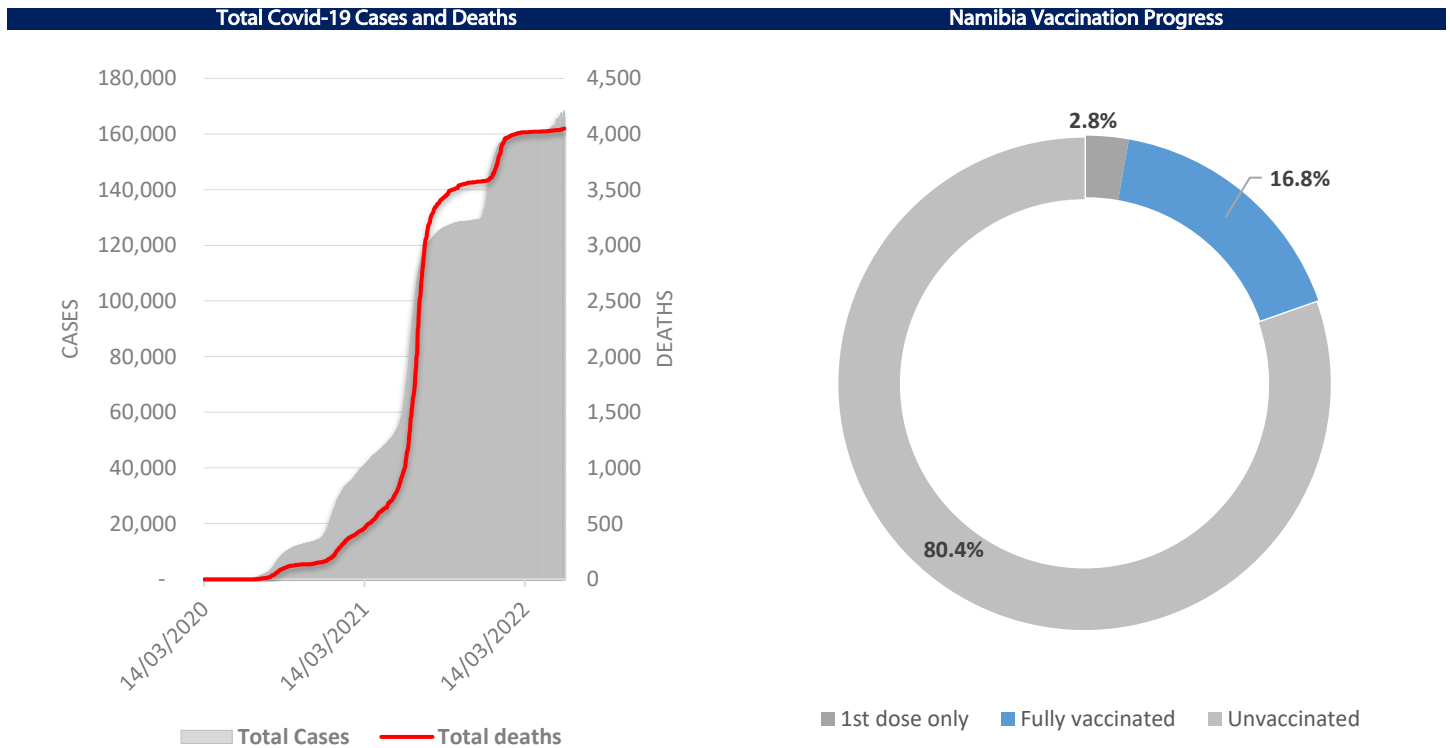 Total Covid-19 Cases and Deaths
Namibia Vaccination Progress
180,000
160,000
140,000
120,000
100,000
80,000
60,000
40,000
20,000
-
CASES
4,500
4,000
3,500
3,000
2,500
2,000
1,500
1,000
500
0
DEATHS
14/03/2020
14/03/2021
14/03/2022
Total Cases
Total deaths
2.8%
16.8%
80.4%
1st dose only
Fully vaccinated
Unvaccinated